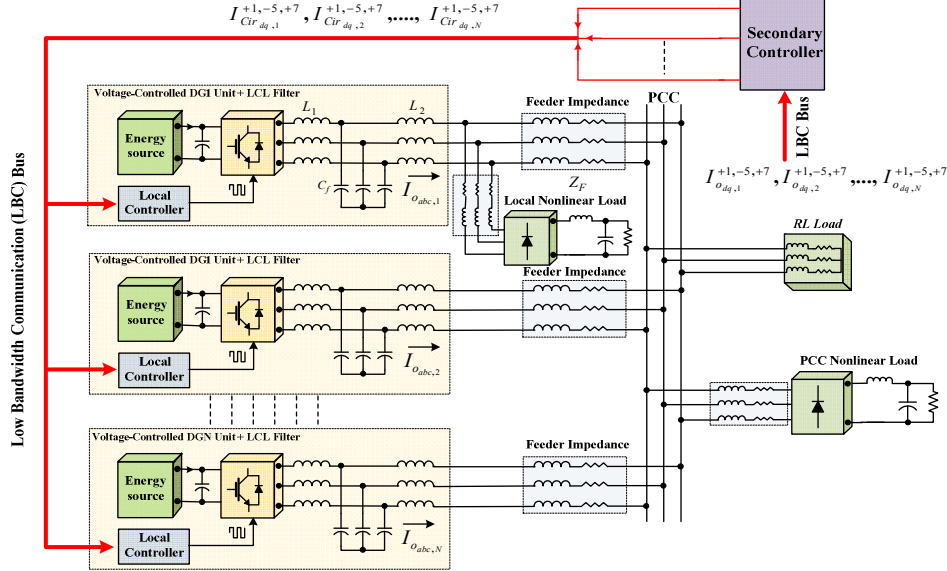 I_{Cir_{dq,1}}^{+1,-5,+7}, I_{Cir_{dq,2}}^{+1,-5,+7},...., I_{Cir_{dq,N}}^{+1,-5,+7}
Secondary
Controller
LBC Bus
I_{o_{dq,1}}^{+1,-5,+7}, I_{o_{dq,2}}^{+1,-5,+7},..., I_{o_{dq,N}}^{+1,-5,+7}
Low Bandwidth Communication (LBC) Bus
Voltage-Controlled DG1 Unit+ LCL Filter
Energy
source
Local
Controller
L_1
L_2
C_f
I_{o_{abc,1}}
Feeder Impedance
PCC
Z_F
Local Nonlinear Load
RL Load
Voltage-Controlled DG1 Unit+ LCL Filter
Energy
source
Local
Controller
I_{o_{abc,2}}
Feeder Impedance
PCC Nonlinear Load
Voltage-Controlled DGN Unit+ LCL Filter
Energy
source
Local
Controller
I_{o_{abc,N}}
Feeder Impedance